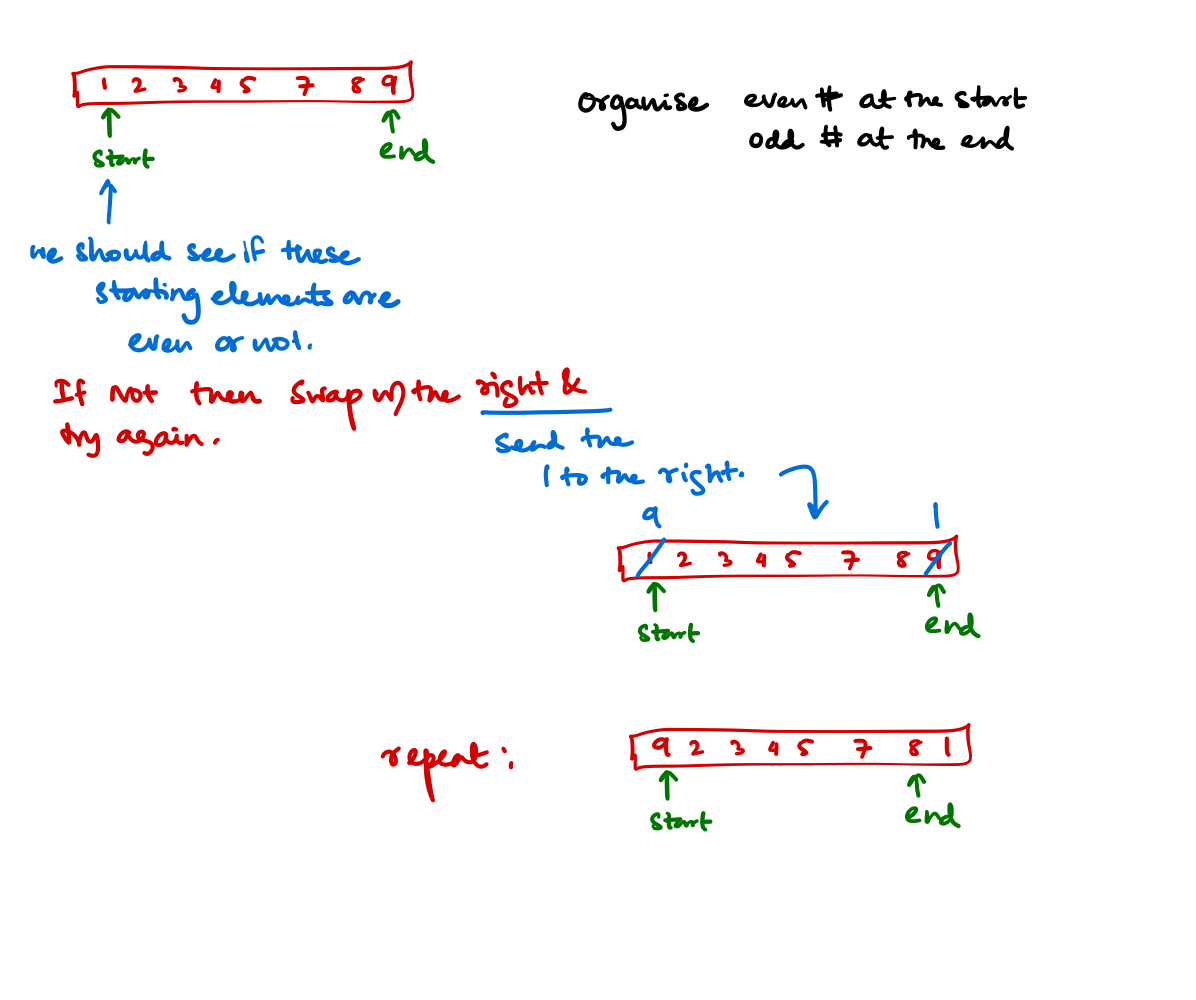 1 2 3 4 5 7 8 9
start end
organise even # at the start
odd # at the end
we should see if these
starting elements are
even or not.
If not then swap w/ the right &
try again.
send the
1 to the right.
9 1
1 2 3 4 5 7 8 9
start end
repeat:
9 2 3 4 5 7 8 1
start end